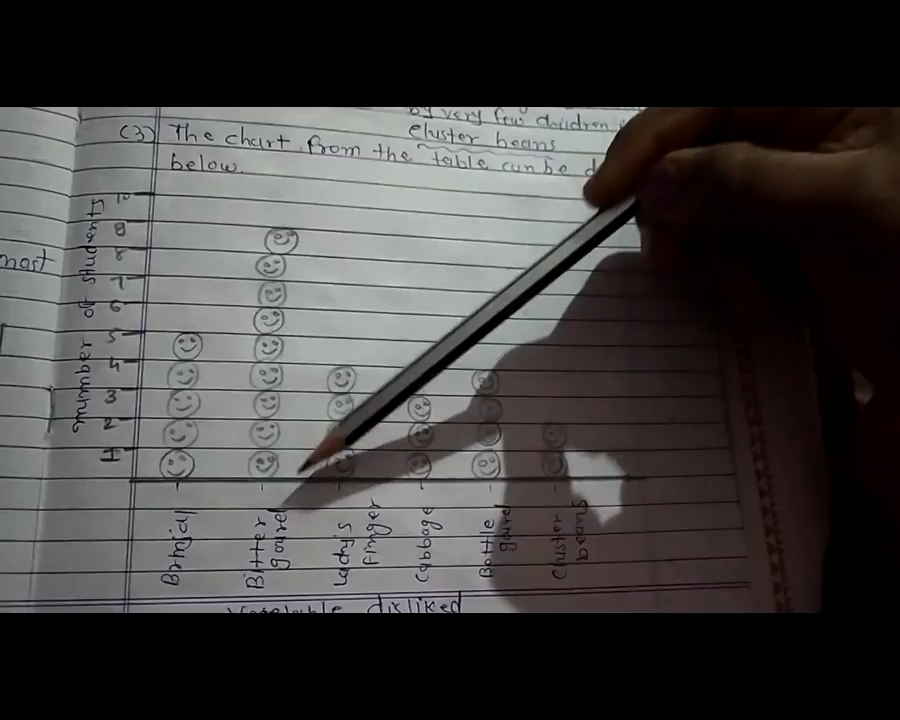 by very few
cluster beans
(3) The chart from the table can be
below.
most
number of students
10
9
8
7
6
5
4
3
2
1
Brinjal
Bitter
gourd
Lady's
finger
Cabbage
Bottle
gourd
Cluster
beans
Vegetable disliked